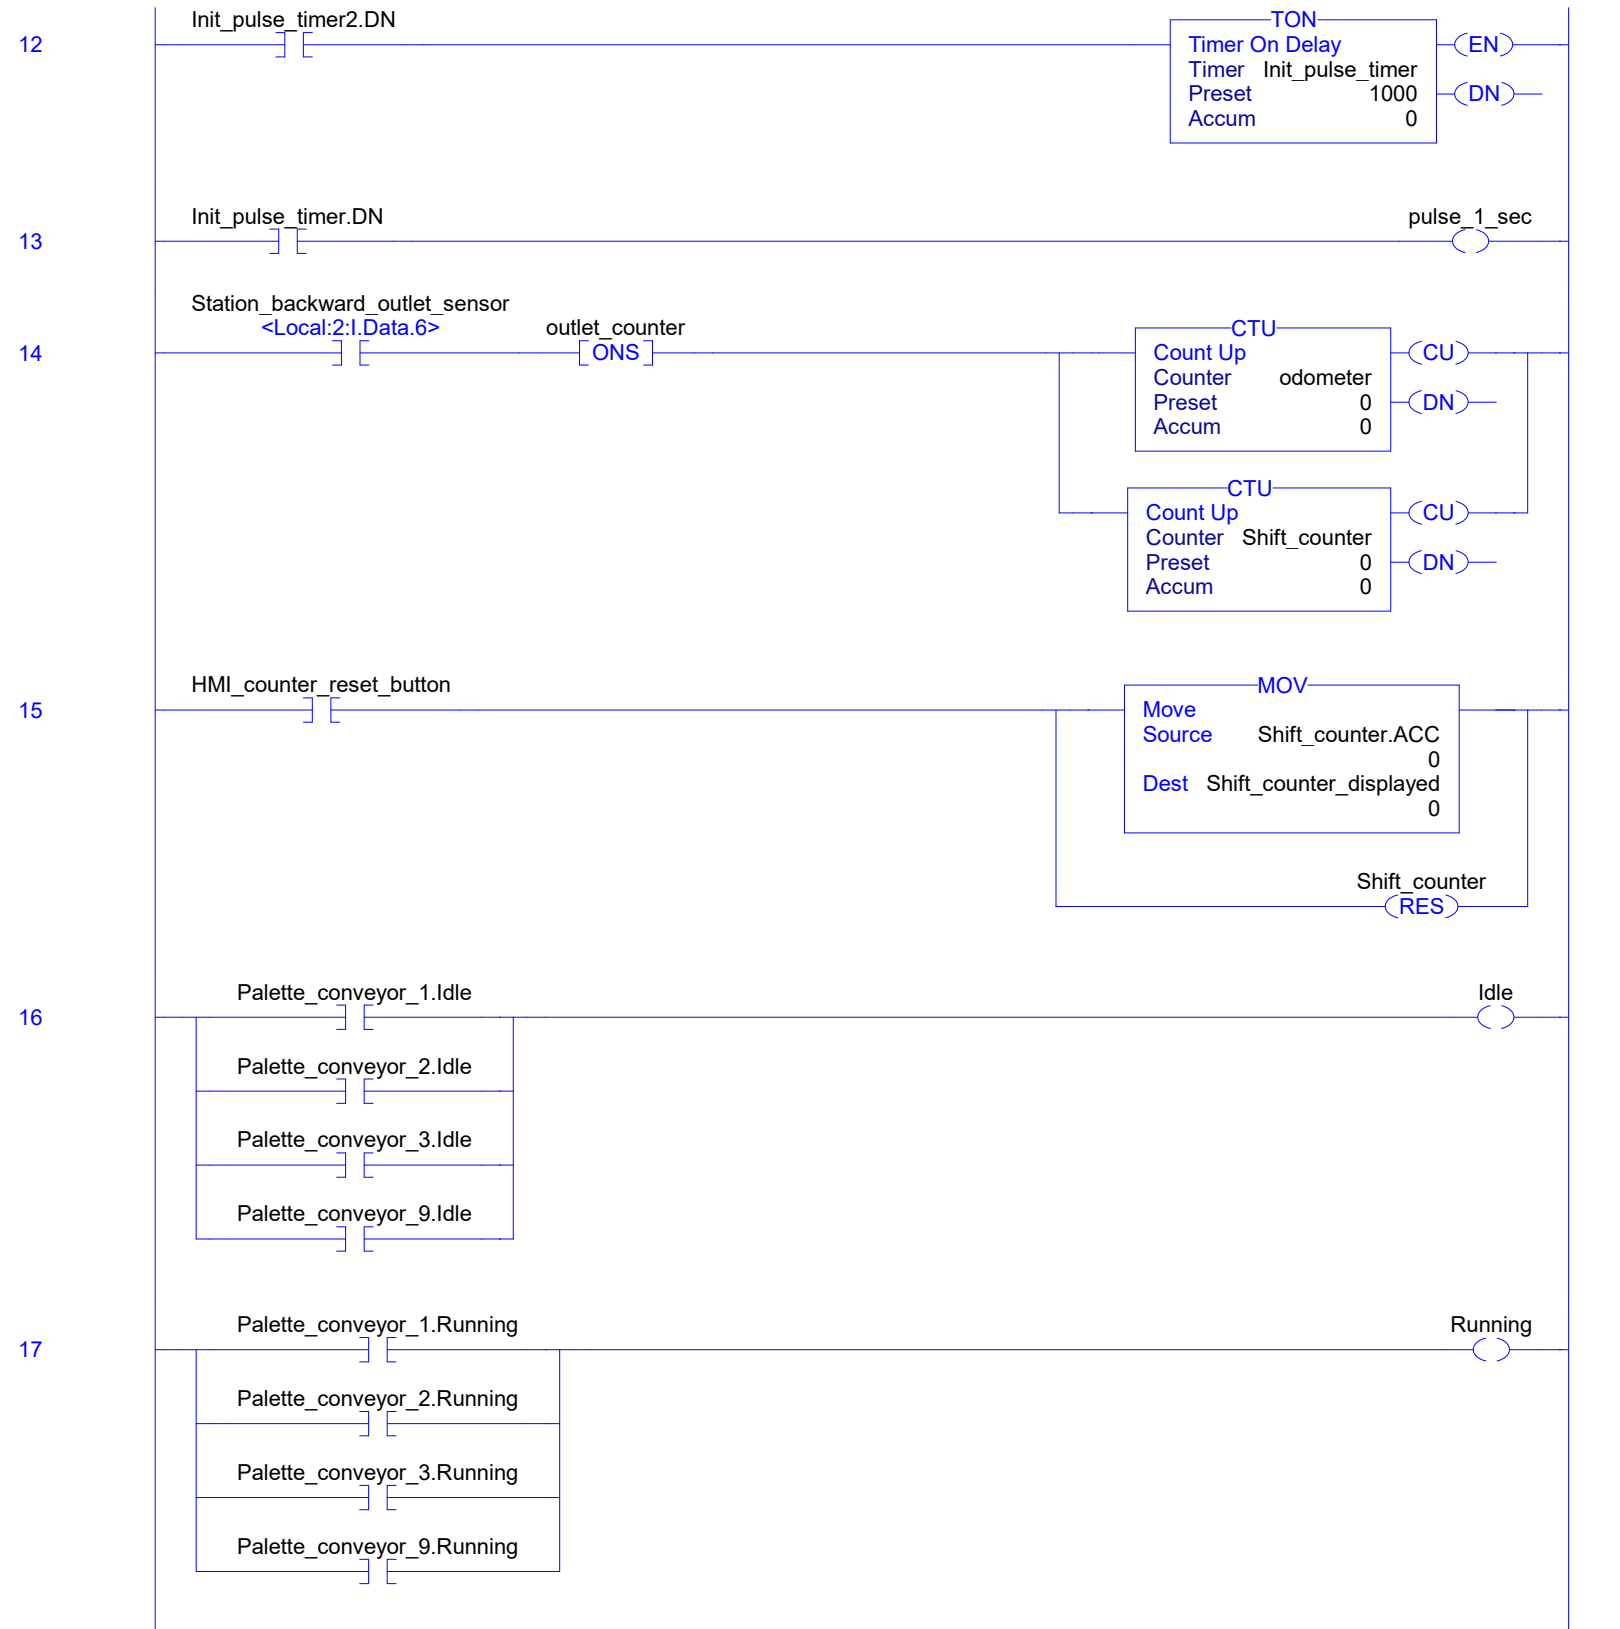 Init_pulse_timer2.DN
12
TON
Timer On Delay
Timer Init_pulse_timer
Preset 1000
Accum 0
EN
DN
Init_pulse_timer.DN
pulse_1_sec
13
Station_backward_outlet_sensor
<Local:2:I.Data.6>
outlet_counter
14
ONS
CTU
Count Up
Counter odometer
Preset 0
Accum 0
CU
DN
CTU
Count Up
Counter Shift_counter
Preset 0
Accum 0
CU
DN
HMI_counter_reset_button
15
MOV
Move
Source Shift_counter.ACC
0
Dest Shift_counter_displayed
0
Shift_counter
RES
Palette_conveyor_1.Idle
Idle
16
Palette_conveyor_2.Idle
Palette_conveyor_3.Idle
Palette_conveyor_9.Idle
Palette_conveyor_1.Running
Running
17
Palette_conveyor_2.Running
Palette_conveyor_3.Running
Palette_conveyor_9.Running